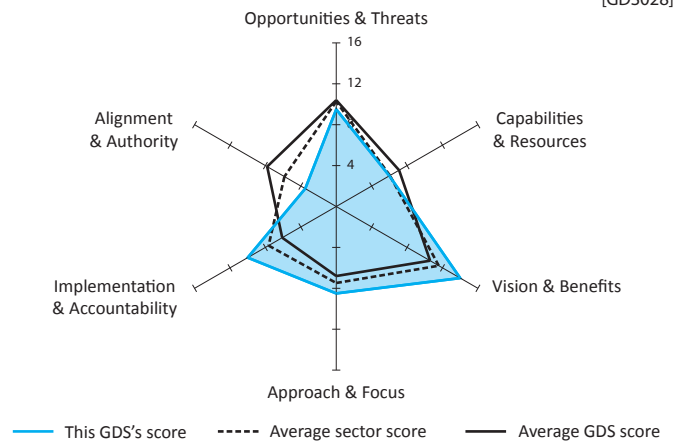 [GDS028]
Opportunities & Threats
16
12
4
Alignment
& Authority
Capabilities
& Resources
Implementation
& Accountability
Vision & Benefits
Approach & Focus
This GDS's score
Average sector score
Average GDS score